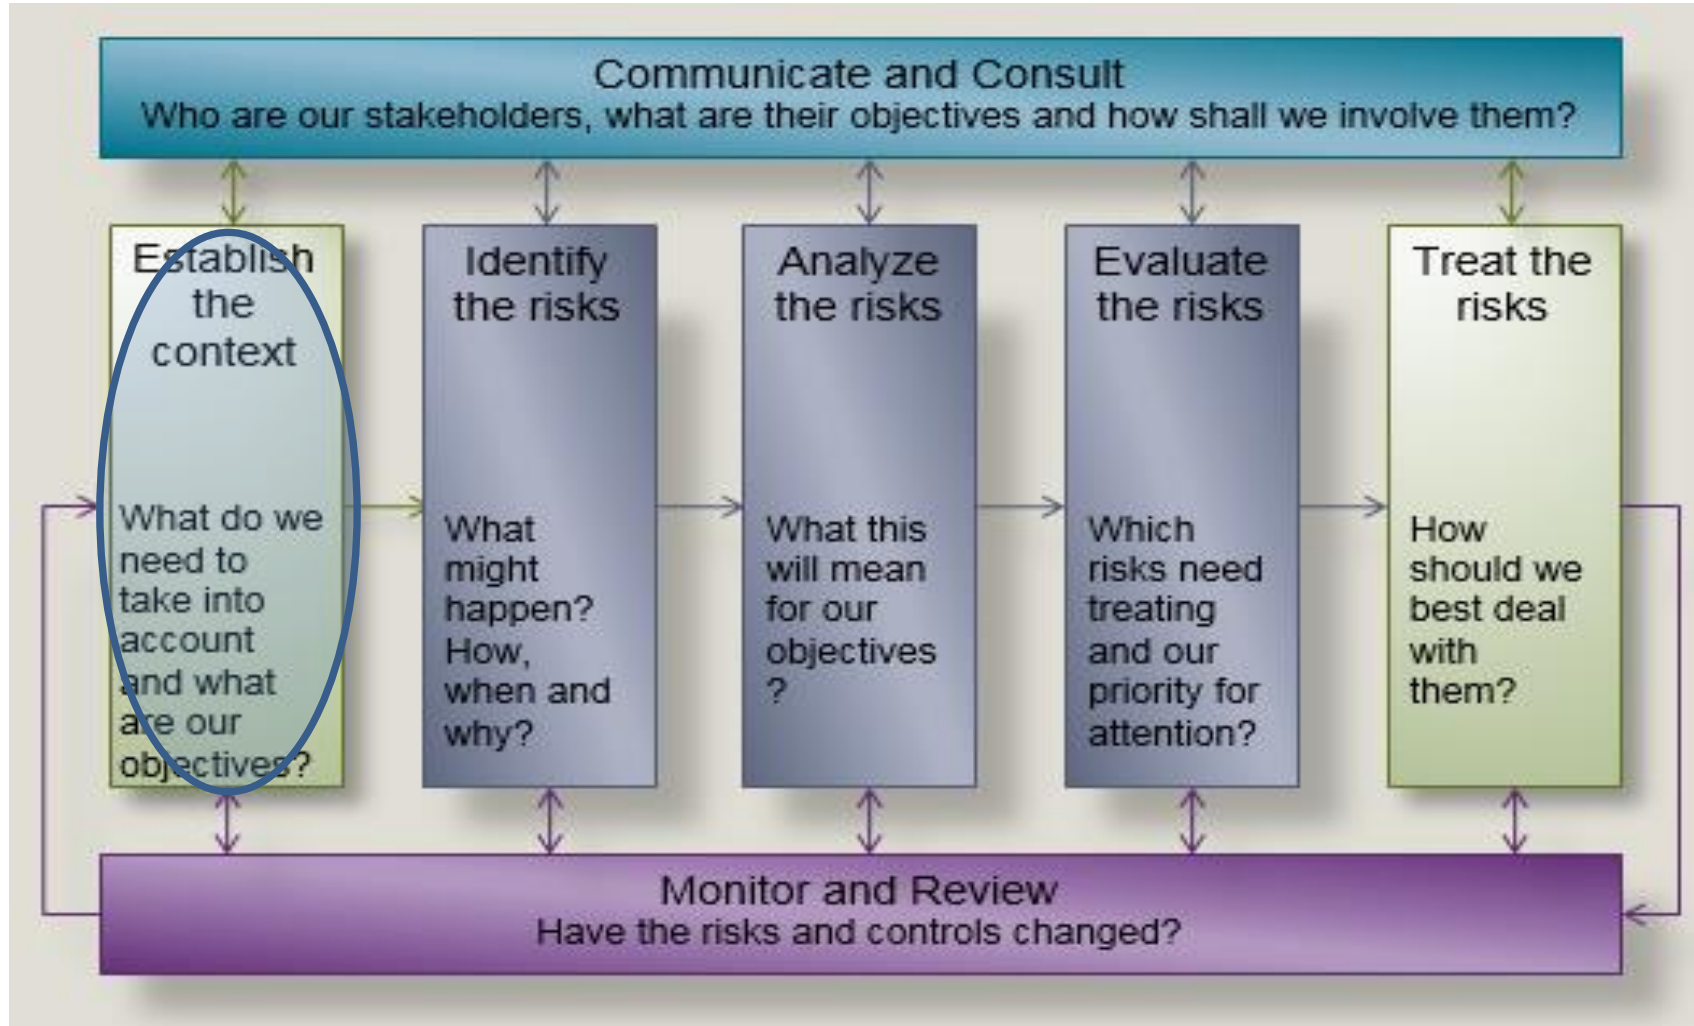 Communicate and Consult
Who are our stakeholders, what are their objectives and how shall we involve them?
Establish
the
context
What do we
need to
take into
account
and what
are our
objectives?
Identify
the risks
What
might
happen?
How,
when and
why?
Analyze
the risks
What this
will mean
for our
objectives
?
Evaluate
the risks
Which
risks need
treating
and our
priority for
attention?
Treat the
risks
How
should we
best deal
with
them?
Monitor and Review
Have the risks and controls changed?